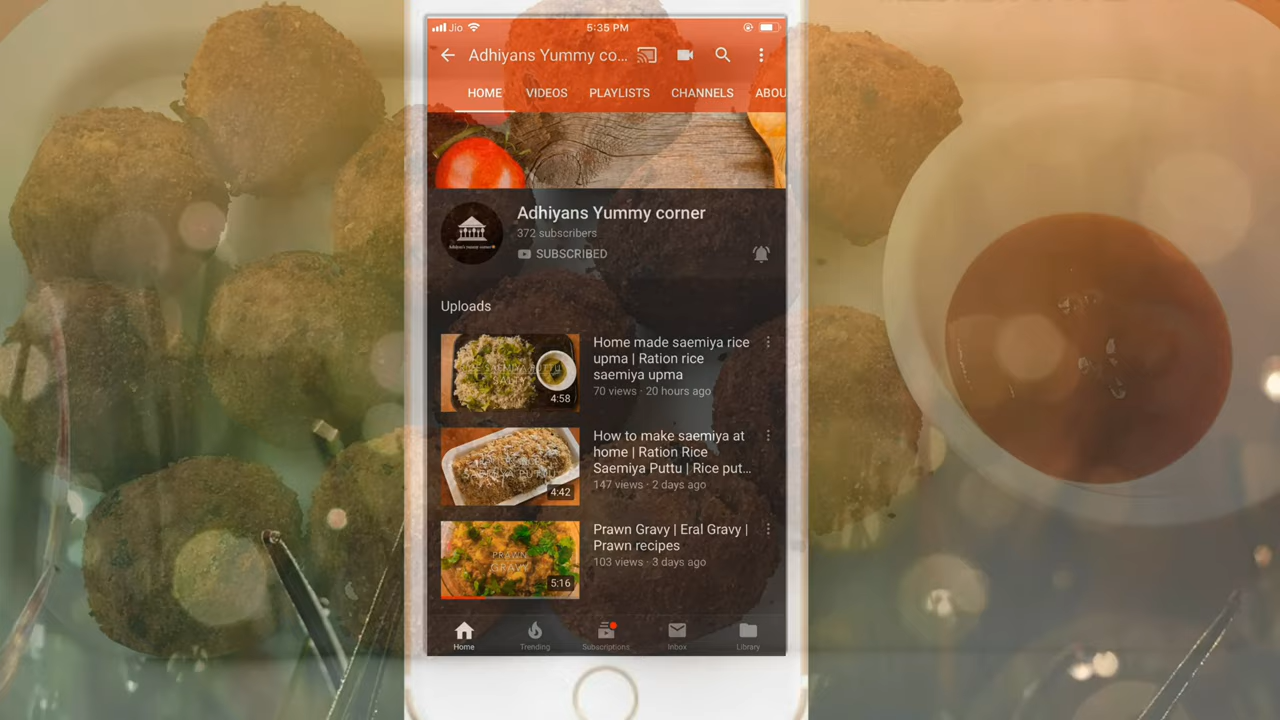 Jio
5:35 PM
Adhiyans Yummy co...
HOME VIDEOS PLAYLISTS CHANNELS ABOU
Adhiyans Yummy corner
372 subscribers
SUBSCRIBED
Uploads
Home made saemiya rice
upma | Ration rice
saemiya upma
70 views · 20 hours ago
4:58
How to make saemiya at
home | Ration Rice
Saemiya Puttu | Rice put...
147 views · 2 days ago
4:42
Prawn Gravy | Eral Gravy |
Prawn recipes
103 views · 3 days ago
PRAWN
GRAVY
5:16
Home Trending Subscriptions Inbox Library